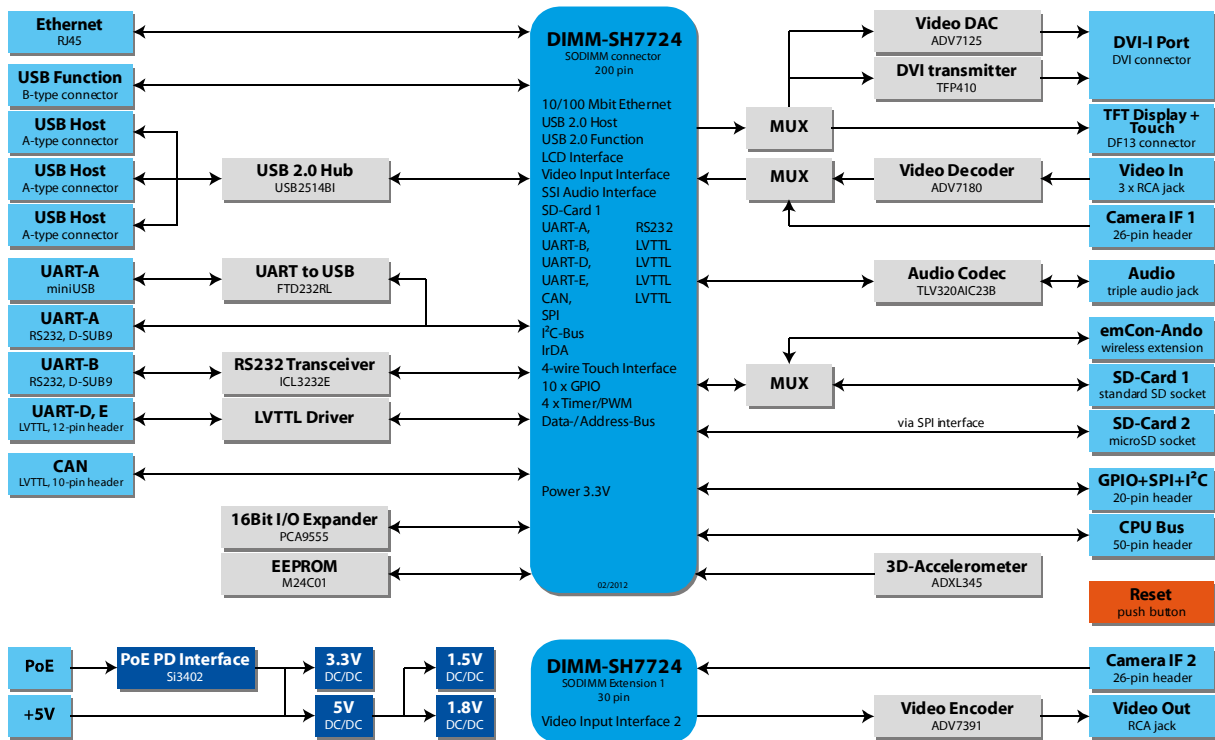 Ethernet
RJ45
USB Function
B-type connector
USB Host
A-type connector
USB Host
A-type connector
USB Host
A-type connector
USB 2.0 Hub
USB2514BI
UART-A
miniUSB
UART to USB
FTD232RL
UART-A
RS232, D-SUB9
UART-B
RS232, D-SUB9
RS232 Transceiver
ICL3232E
UART-D, E
LVTTL, 12-pin header
LVTTL Driver
CAN
LVTTL, 10-pin header
16Bit I/O Expander
PCA9555
EEPROM
M24C01
DIMM-SH7724
SODIMM connector
200 pin
10/100 Mbit Ethernet
USB 2.0 Host
USB 2.0 Function
LCD Interface
Video Input Interface
SSI Audio Interface
SD-Card 1
UART-A, RS232
UART-B, LVTTL
UART-D, LVTTL
UART-E, LVTTL
CAN, LVTTL
SPI
I²C-Bus
IrDA
4-wire Touch Interface
10 x GPIO
4 x Timer/PWM
Data-/Address-Bus
Power 3.3V
02/2012
Video DAC
ADV7125
DVI transmitter
TFP410
DVI-I Port
DVI connector
MUX
TFT Display +
Touch
DF13 connector
MUX
Video Decoder
ADV7180
Video In
3 x RCA jack
Camera IF 1
26-pin header
Audio Codec
TLV320AIC23B
Audio
triple audio jack
emCon-Ando
wireless extension
MUX
SD-Card 1
standard SD socket
via SPI interface
SD-Card 2
microSD socket
GPIO+SPI+I²C
20-pin header
CPU Bus
50-pin header
3D-Accelerometer
ADXL345
Reset
push button
PoE
PoE PD Interface
Si3402
3.3V
DC/DC
1.5V
DC/DC
+5V
5V
DC/DC
1.8V
DC/DC
DIMM-SH7724
SODIMM Extension 1
30 pin
Video Input Interface 2
Camera IF 2
26-pin header
Video Encoder
ADV7391
Video Out
RCA jack